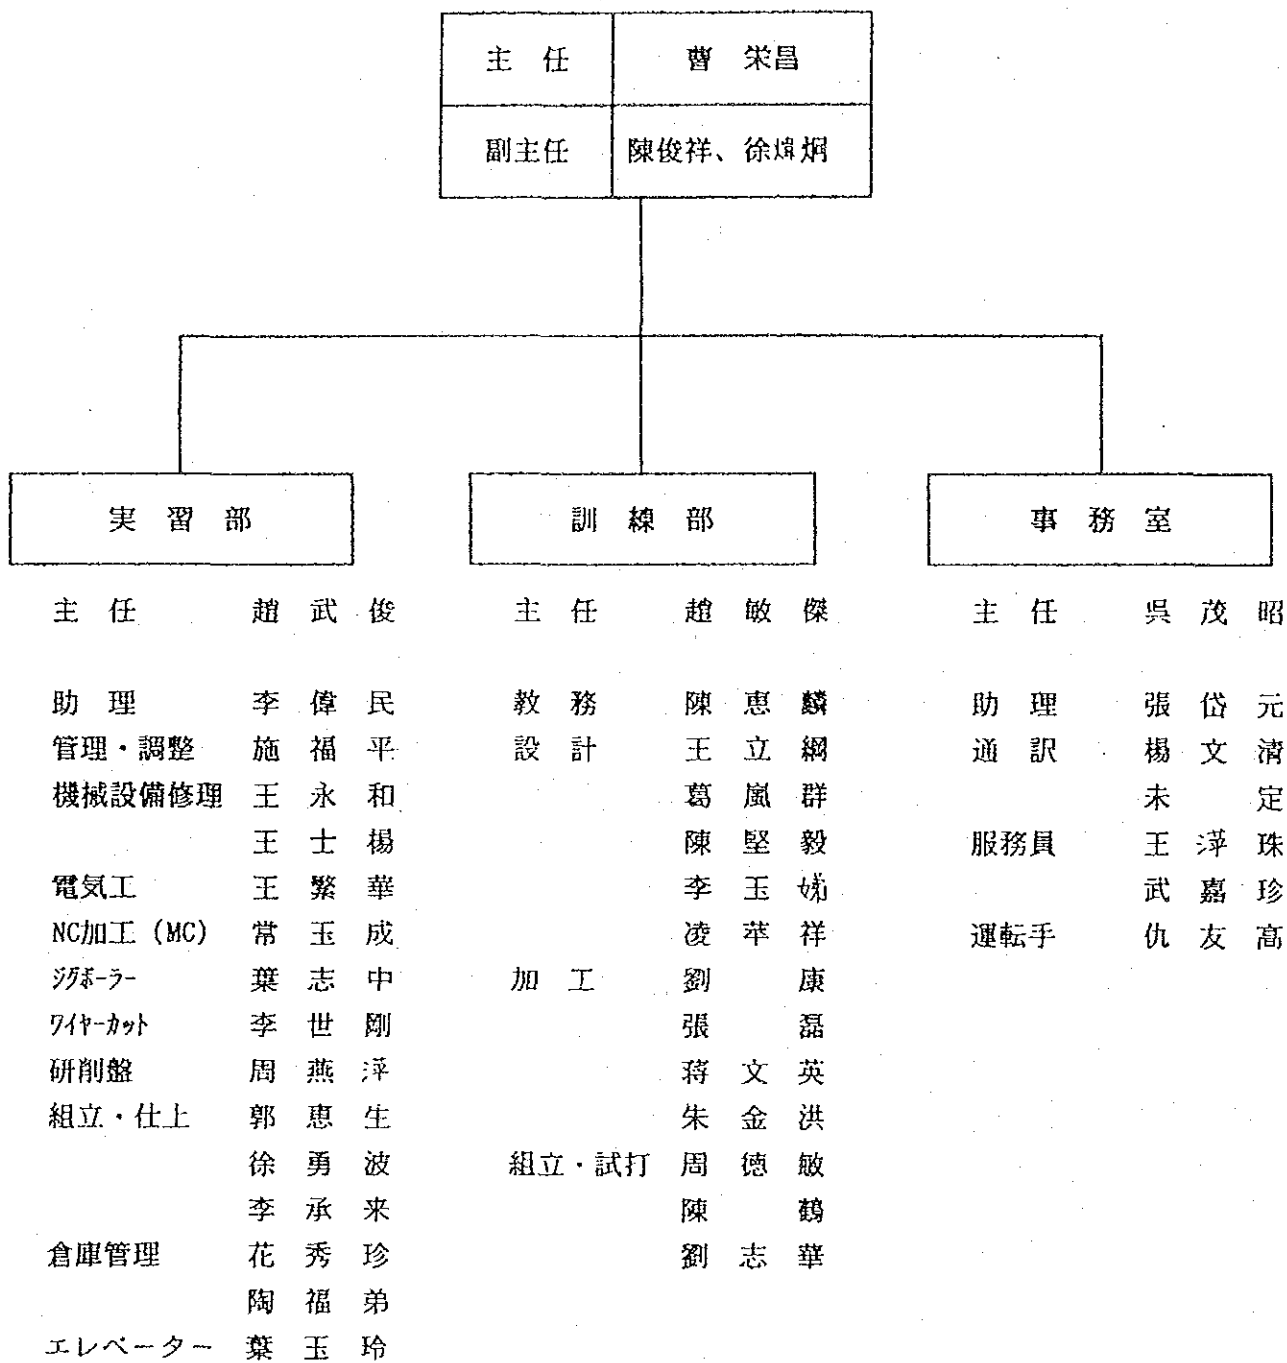 主 任 曹 栄昌
副主任 陳俊祥、徐熺炯
実 習 部
主 任 趙 武 俊
助 理 李 偉 民
管理・調整 施 福 平
機械設備修理 王 永 和
王 士 楊
電気工 王 繁 華
NC加工 (MC) 常 玉 成
ジグボーラー 葉 志 中
ワイヤーカット 李 世 剛
研削盤 周 燕 萍
組立・仕上 郭 恵 生
徐 勇 波
李 承 来
倉庫管理 花 秀 珍
陶 福 弟
エレベーター 葉 玉 玲
訓 練 部
主 任 趙 敏 傑
教 務 陳 恵 麟
設 計 王 立 綱
葛 嵐 群
陳 堅 毅
李 玉
凌 華 祥
加 工 劉 康
張 磊
蒋 文 英
朱 金 洪
組立・試打 周 徳 敏
陳 鶴
劉 志 華
事 務 室
主 任 呉 茂 昭
助 理 張 岱 元
通 訳 楊 文 清
未 定
服務員 王 萍 珠
武 嘉 珍
運転手 仇 友 高